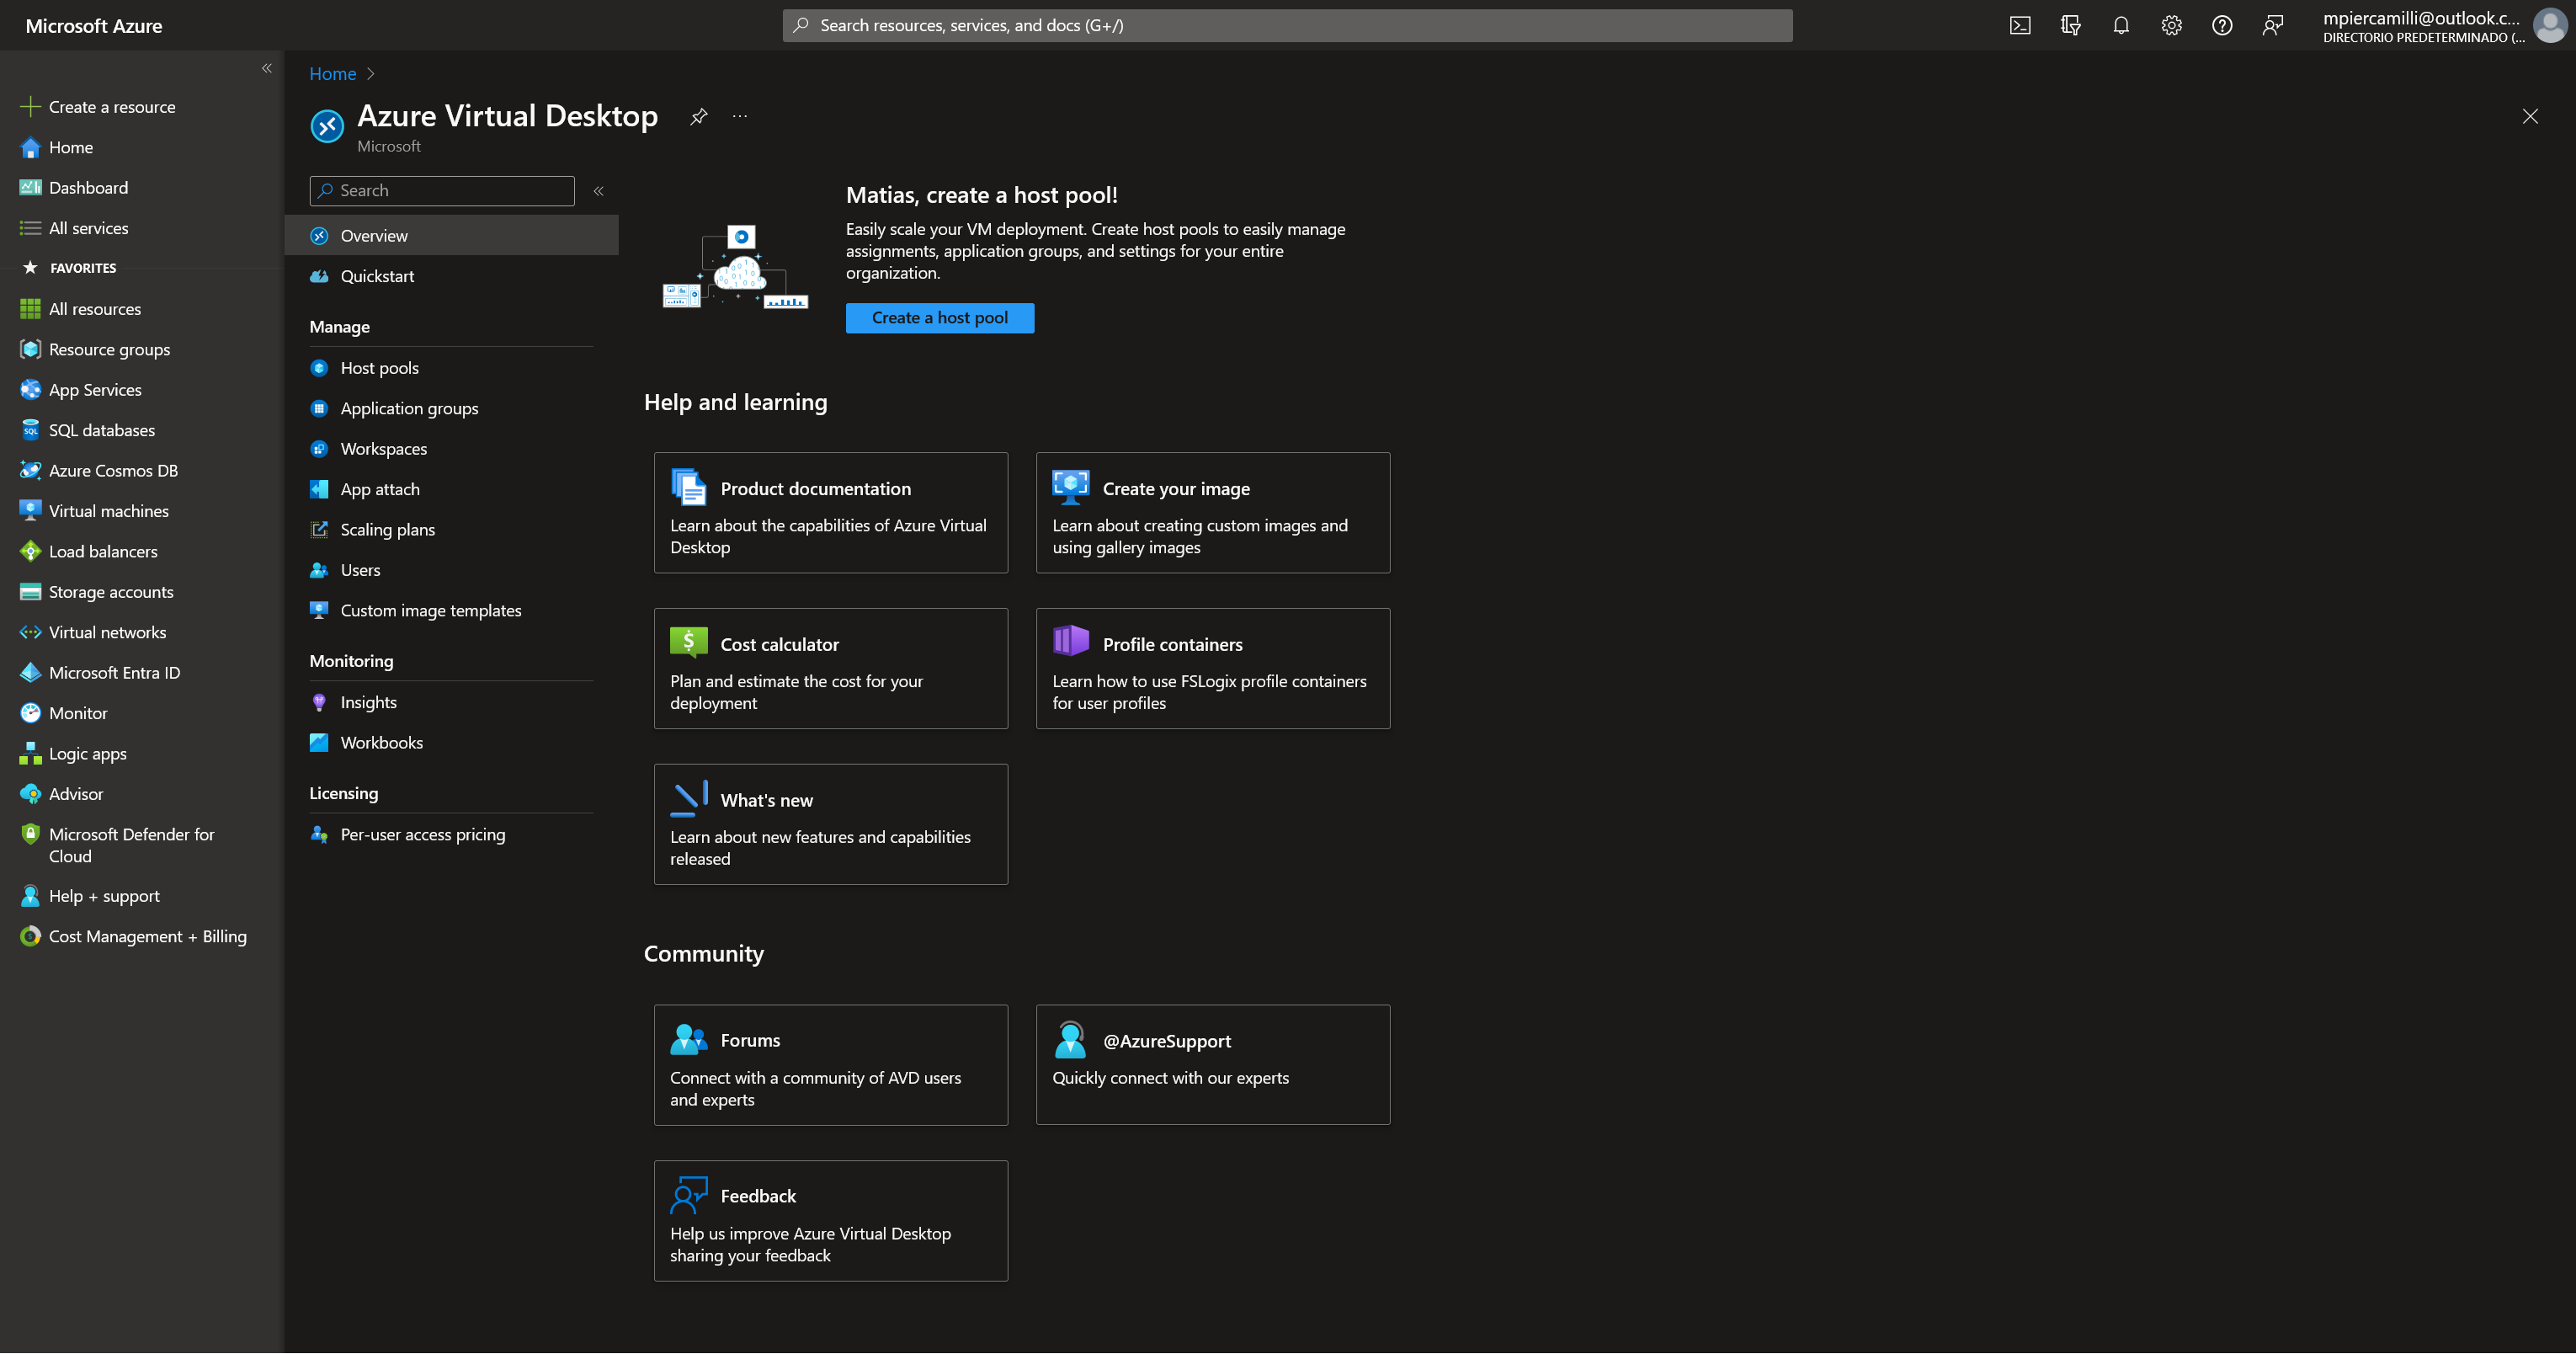 Microsoft Azure
Search resources, services, and docs (G+/)
mpiercamilli@outlook.c...
DIRECTORIO PREDETERMINADO (...
Create a resource
Home
Dashboard
All services
FAVORITES
All resources
Resource groups
App Services
SQL databases
Azure Cosmos DB
Virtual machines
Load balancers
Storage accounts
Virtual networks
Microsoft Entra ID
Monitor
Logic apps
Advisor
Microsoft Defender for
Cloud
Help + support
Cost Management + Billing
Home
Azure Virtual Desktop
Microsoft
Search
Overview
Quickstart
Manage
Host pools
Application groups
Workspaces
App attach
Scaling plans
Users
Custom image templates
Monitoring
Insights
Workbooks
Licensing
Per-user access pricing
Matias, create a host pool!
Easily scale your VM deployment. Create host pools to easily manage
assignments, application groups, and settings for your entire
organization.
Create a host pool
Help and learning
Product documentation
Learn about the capabilities of Azure Virtual
Desktop
Create your image
Learn about creating custom images and
using gallery images
Cost calculator
Plan and estimate the cost for your
deployment
Profile containers
Learn how to use FSLogix profile containers
for user profiles
What's new
Learn about new features and capabilities
released
Community
Forums
Connect with a community of AVD users
and experts
@AzureSupport
Quickly connect with our experts
Feedback
Help us improve Azure Virtual Desktop
sharing your feedback